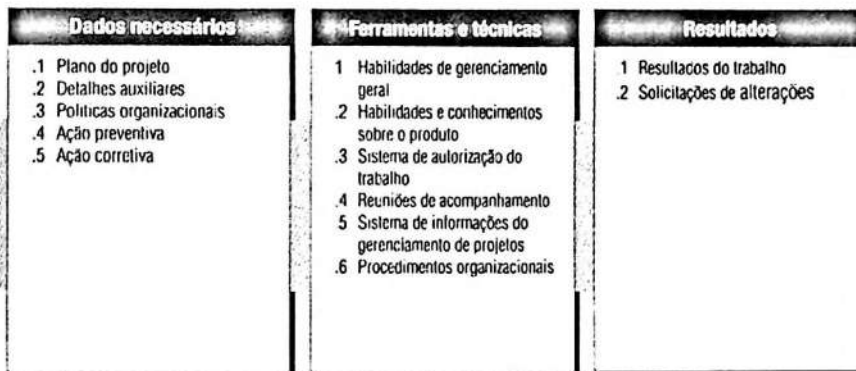 Dados necessários
.1 Plano do projeto
.2 Detalhes auxiliares
.3 Políticas organizacionais
.4 Ação preventiva
.5 Ação corretiva
Ferramentas e técnicas
1 Habilidades de gerenciamento
geral
.2 Habilidades e conhecimentos
sobre o produto
.3 Sistema de autorização do
trabalho
.4 Reuniões de acompanhamento
5 Sistema de informações do
gerenciamento de projetos
.6 Procedimentos organizacionais
Resultados
.1 Resultados do trabalho
.2 Solicitações de alterações